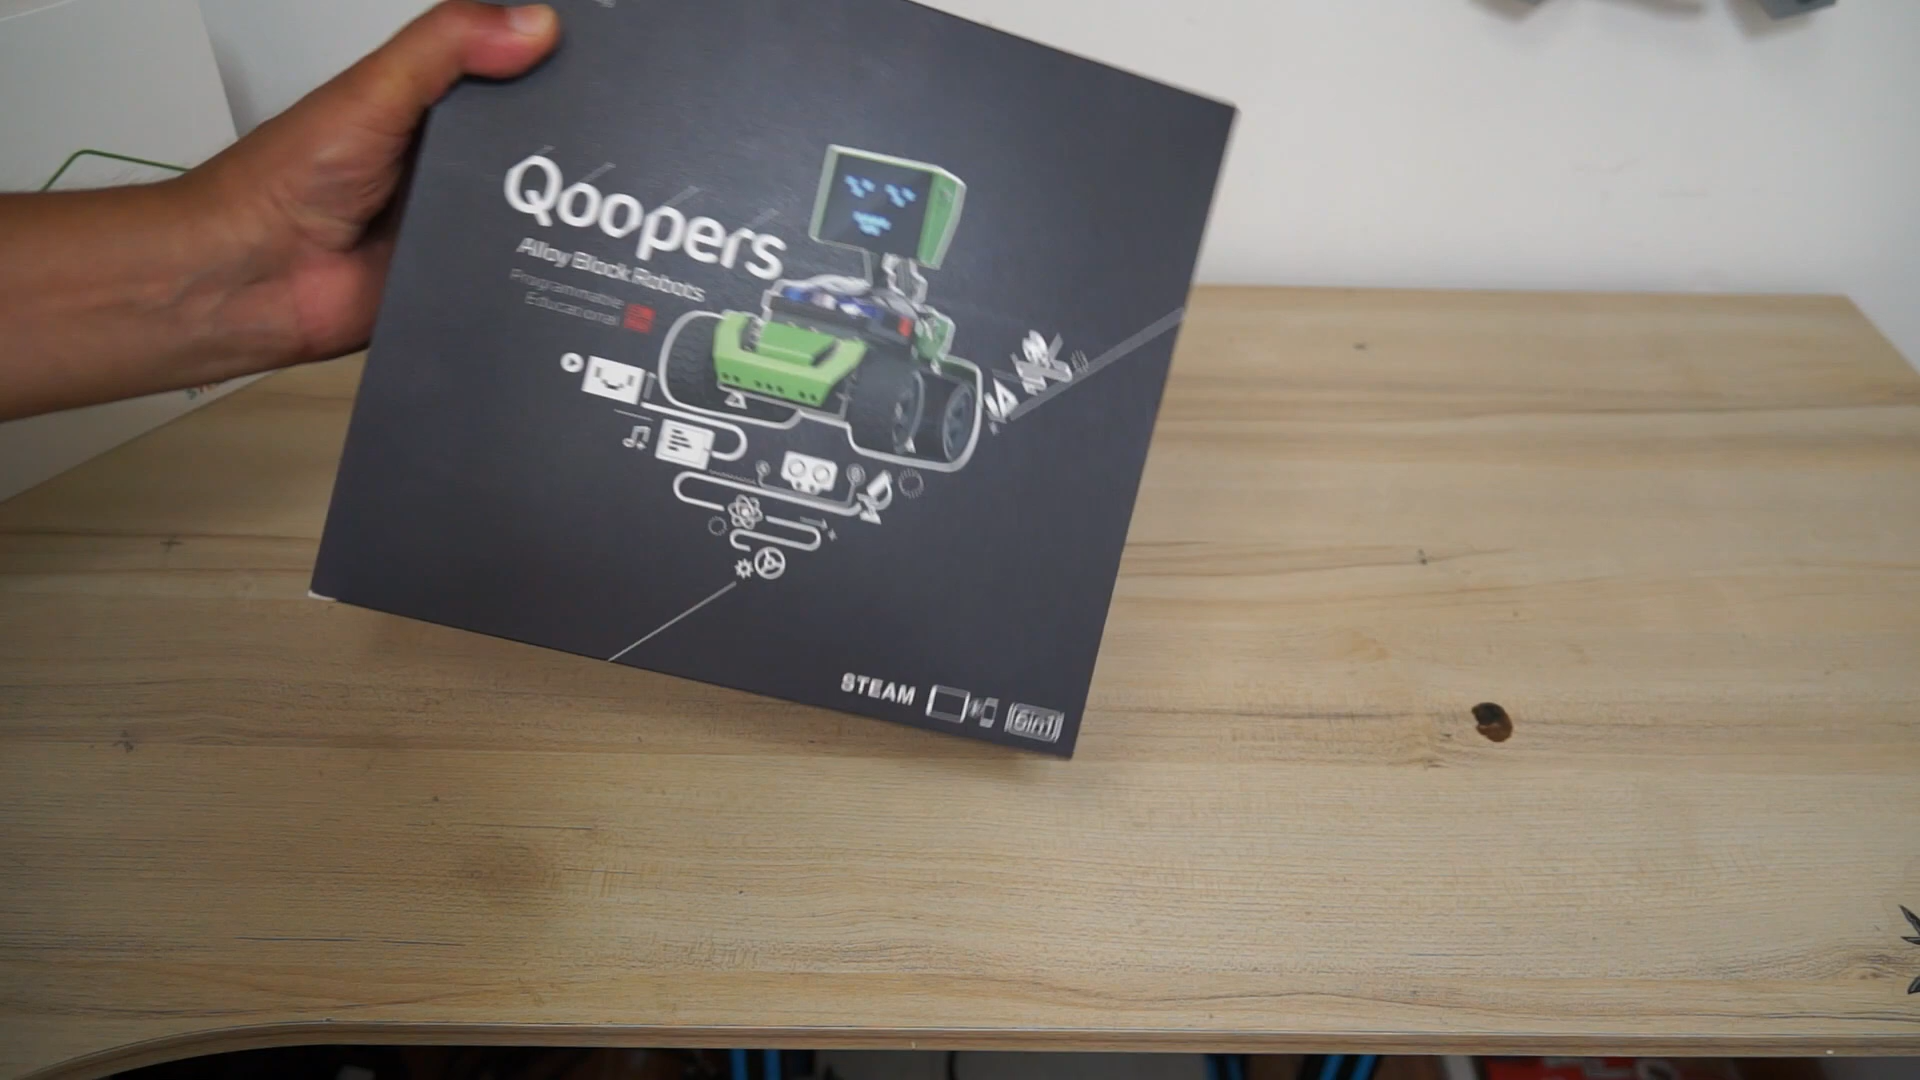 Qoopers
Alloy Block Robots
Programmable
Educational
STEAM
6in1